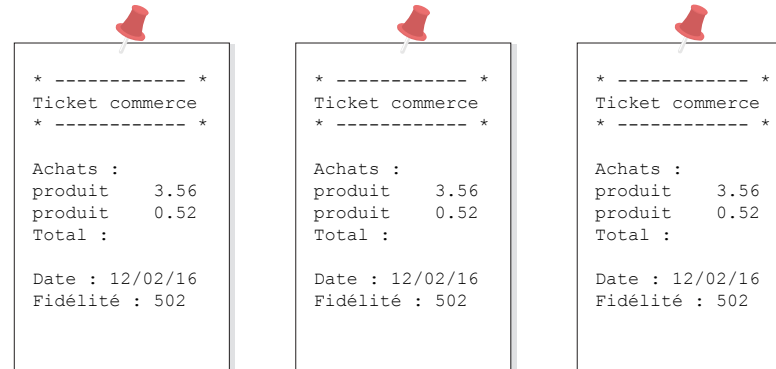 * ------------ *
Ticket commerce
* ------------ *
Achats :
produit 3.56
produit 0.52
Total :
Date : 12/02/16
Fidélité : 502
* ------------ *
Ticket commerce
* ------------ *
Achats :
produit 3.56
produit 0.52
Total :
Date : 12/02/16
Fidélité : 502
* ------------ *
Ticket commerce
* ------------ *
Achats :
produit 3.56
produit 0.52
Total :
Date : 12/02/16
Fidélité : 502